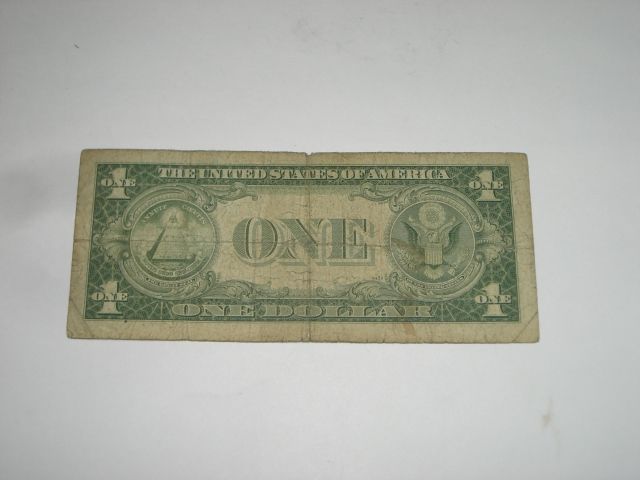 THE UNITED STATES OF AMERICA
1 ONE
1 ONE
ONE
1 ONE
1 ONE
ONE DOLLAR